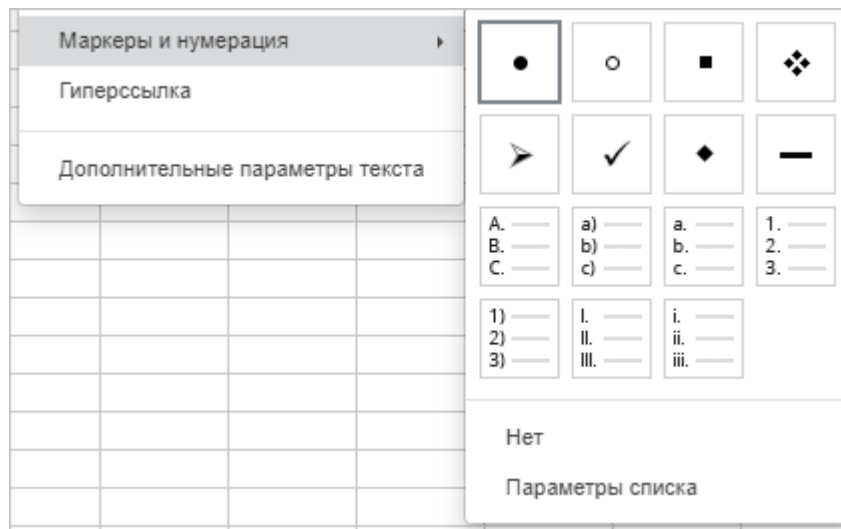 Маркеры и нумерация
Гиперссылка
Дополнительные параметры текста
A.
B.
C.
a)
b)
c)
a.
b.
c.
1.
2.
3.
1)
2)
3)
I.
II.
III.
i.
ii.
iii.
Нет
Параметры списка